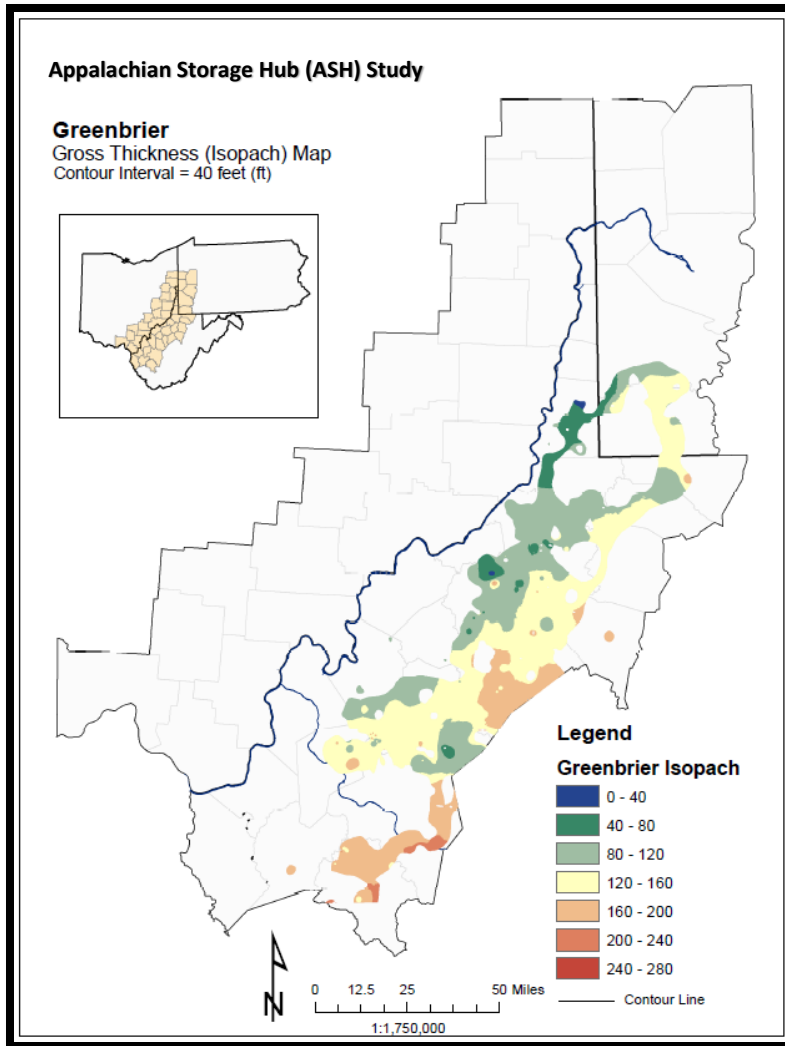 Appalachian Storage Hub (ASH) Study
Greenbrier
Gross Thickness (Isopach) Map
Contour Interval = 40 feet (ft)
Legend
Greenbrier Isopach
0 - 40
40 - 80
80 - 120
120 - 160
160 - 200
200 - 240
240 - 280
Contour Line
N
0 12.5 25 50 Miles
1:1,750,000